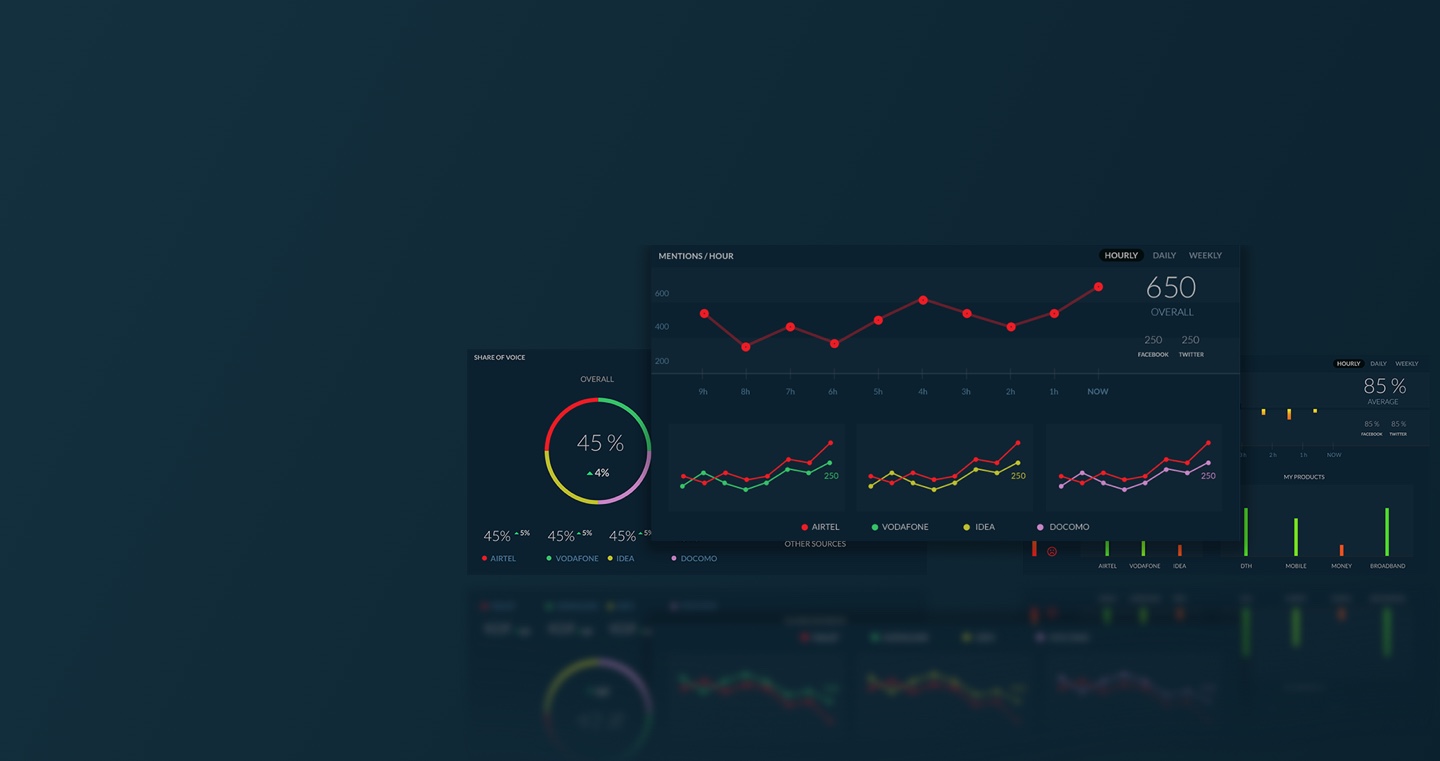 MENTIONS / HOUR
HOURLY DAILY WEEKLY
650
OVERALL
250 250
FACEBOOK TWITTER
600
400
200
9h 8h 7h 6h 5h 4h 3h 2h 1h NOW
250
250
250
AIRTEL VODAFONE IDEA DOCOMO
SHARE OF VOICE
OVERALL
45 %
4%
45% 5% 45% 5% 45%
AIRTEL VODAFONE IDEA DOCOMO
OTHER SOURCES
HOURLY DAILY WEEKLY
85 %
AVERAGE
85 % 85 %
FACEBOOK TWITTER
2h 1h NOW
MY PRODUCTS
AIRTEL VODAFONE IDEA
DTH MOBILE MONEY BROADBAND